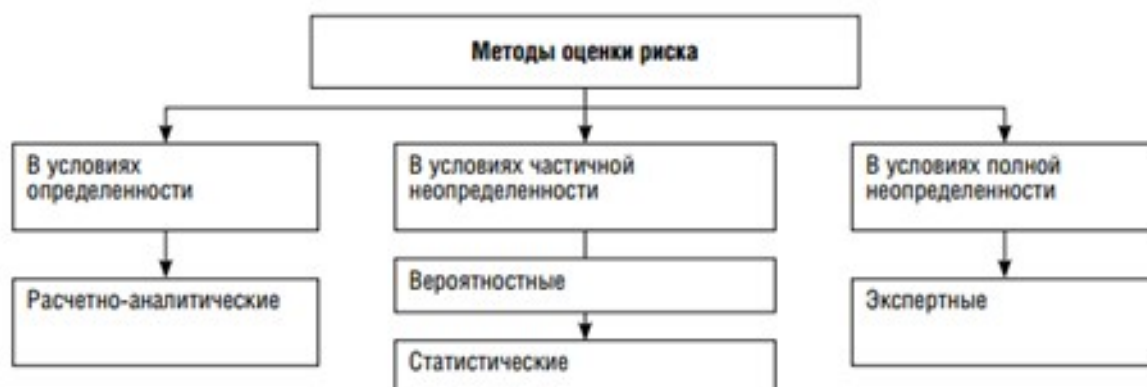 Методы оценки риска
В условиях
определенности
В условиях частичной
неопределенности
В условиях полной
неопределенности
Расчетно-аналитические
Вероятностные
Статистические
Экспертные